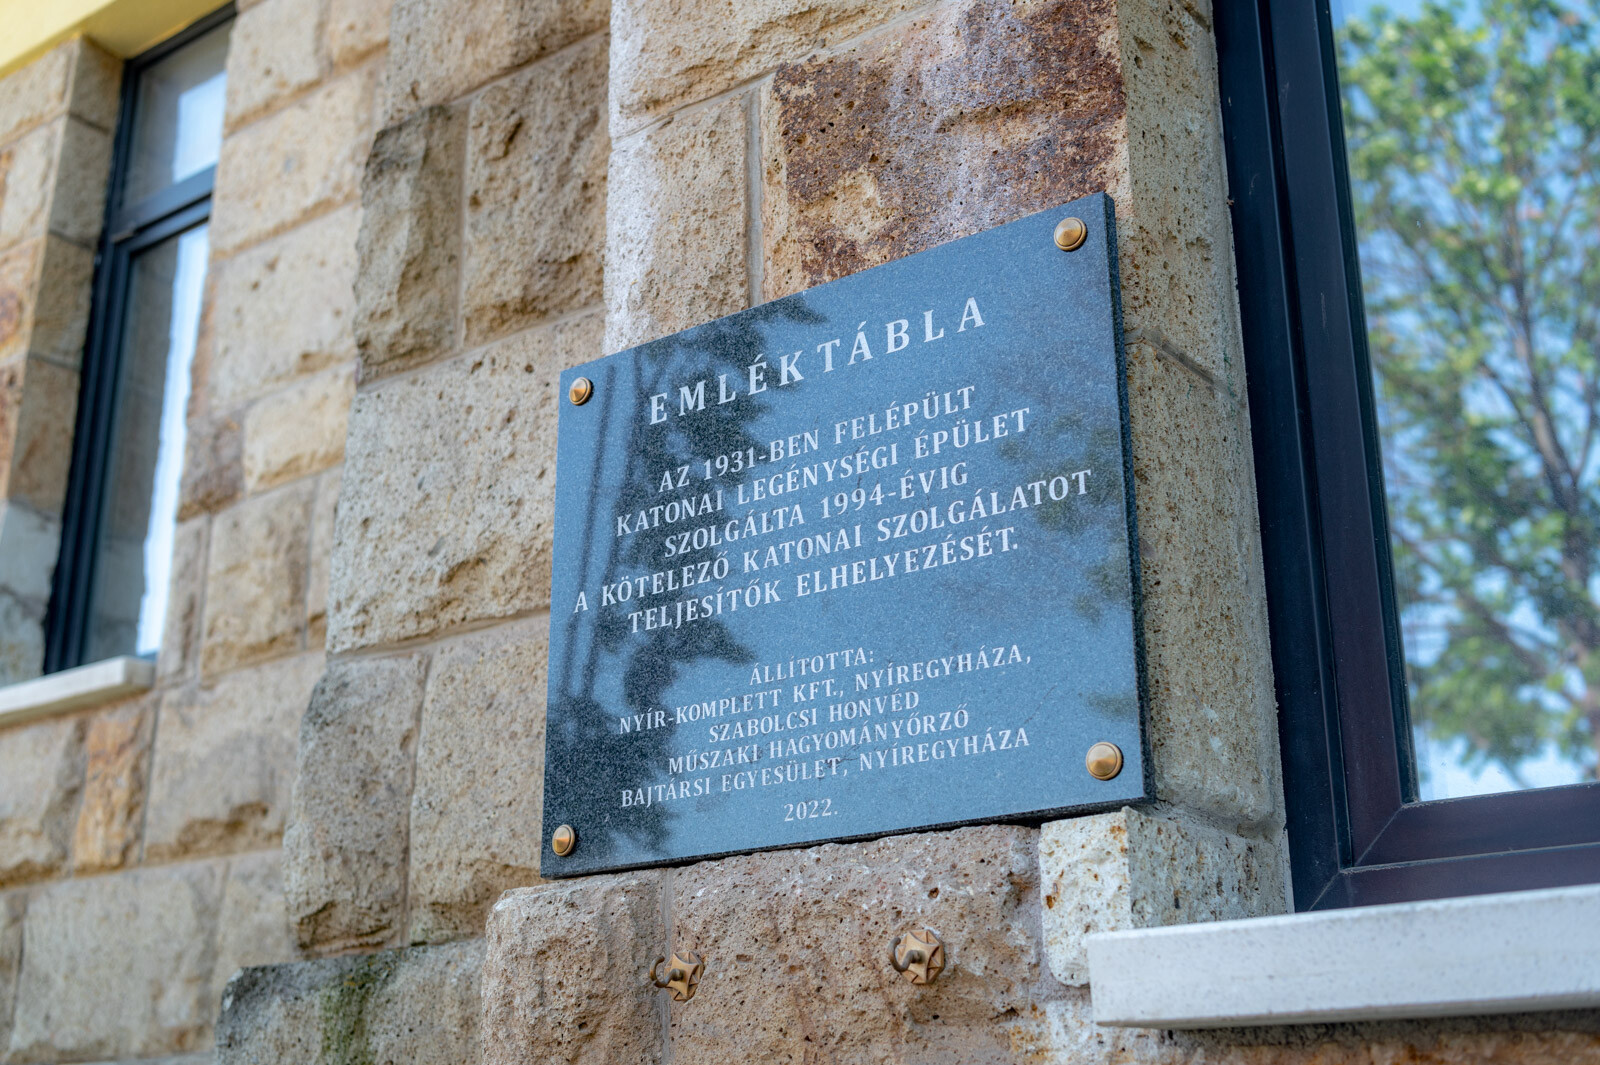 EMLÉKTÁBLA
AZ 1931-BEN FELÉPÜLT
KATONAI LEGÉNYSÉGI ÉPÜLET
SZOLGÁLTA 1994-ÉVIG
A KÖTELEZŐ KATONAI SZOLGÁLATOT
TELJESÍTŐK ELHELYEZÉSÉT.
ÁLLÍTOTTA:
NYÍR-KOMPLETT KFT., NYÍREGYHÁZA,
SZABOLCSI HONVÉD
MŰSZAKI HAGYOMÁNYŐRZŐ
BAJTÁRSI EGYESÜLET, NYÍREGYHÁZA
2022.